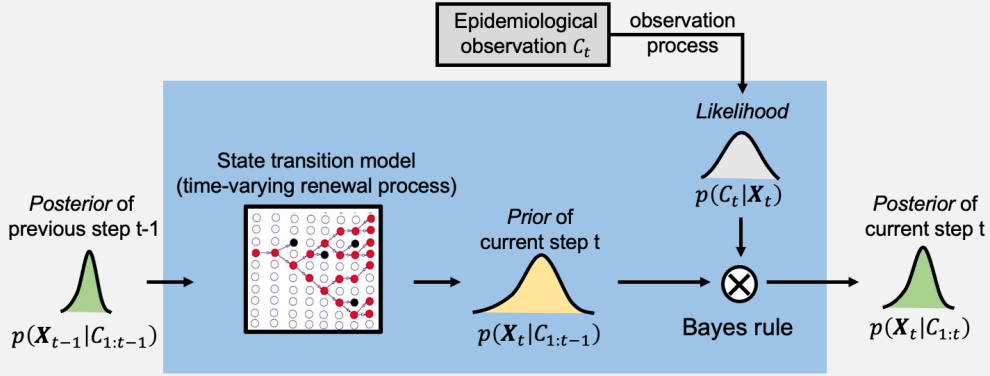 Epidemiological
observation C_t
observation
process
Likelihood
p(C_t|X_t)
State transition model
(time-varying renewal process)
Posterior of
previous step t-1
p(X_{t-1}|C_{1:t-1})
Prior of
current step t
p(X_t|C_{1:t-1})
Bayes rule
Posterior of
current step t
p(X_t|C_{1:t})